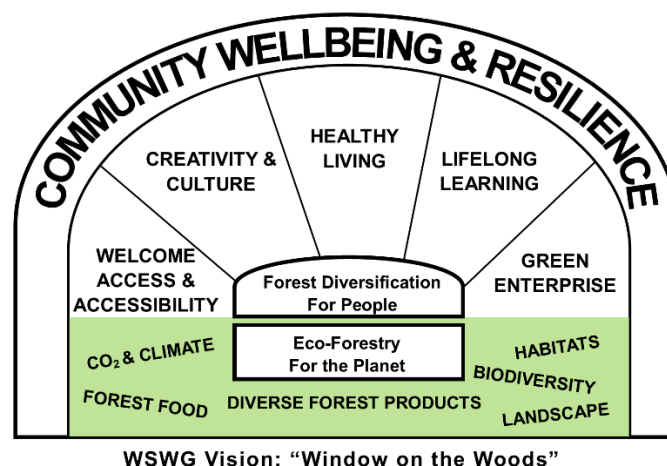 COMMUNITY WELLBEING & RESILIENCE
HEALTHY
LIVING
CREATIVITY &
CULTURE
LIFELONG
LEARNING
WELCOME
ACCESS &
ACCESSIBILITY
GREEN
ENTERPRISE
Forest Diversification
For People
Eco-Forestry
For the Planet
CO₂ & CLIMATE
HABITATS
BIODIVERSITY
FOREST FOOD
DIVERSE FOREST PRODUCTS
LANDSCAPE
WSWG Vision: “Window on the Woods”